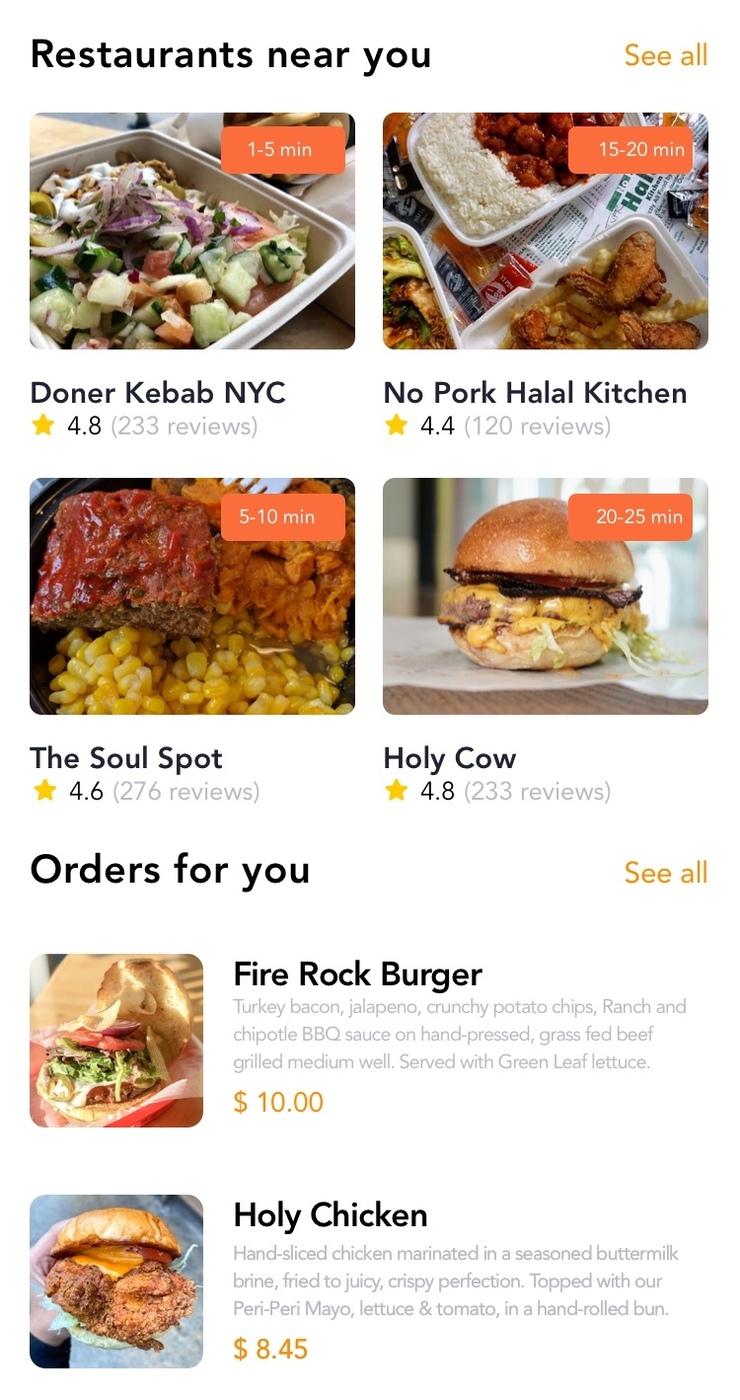 Restaurants near you
See all
1-5 min
15-20 min
Hal
Doner Kebab NYC
No Pork Halal Kitchen
4.8 (233 reviews)
4.4 (120 reviews)
5-10 min
20-25 min
The Soul Spot
Holy Cow
4.6 (276 reviews)
4.8 (233 reviews)
Orders for you
See all
Fire Rock Burger
Turkey bacon, jalapeno, crunchy potato chips, Ranch and
chipotle BBQ sauce on hand-pressed, grass fed beef
grilled medium well. Served with Green Leaf lettuce.
$ 10.00
Holy Chicken
Hand-sliced chicken marinated in a seasoned buttermilk
brine, fried to juicy, crispy perfection. Topped with our
Peri-Peri Mayo, lettuce & tomato, in a hand-rolled bun.
$ 8.45